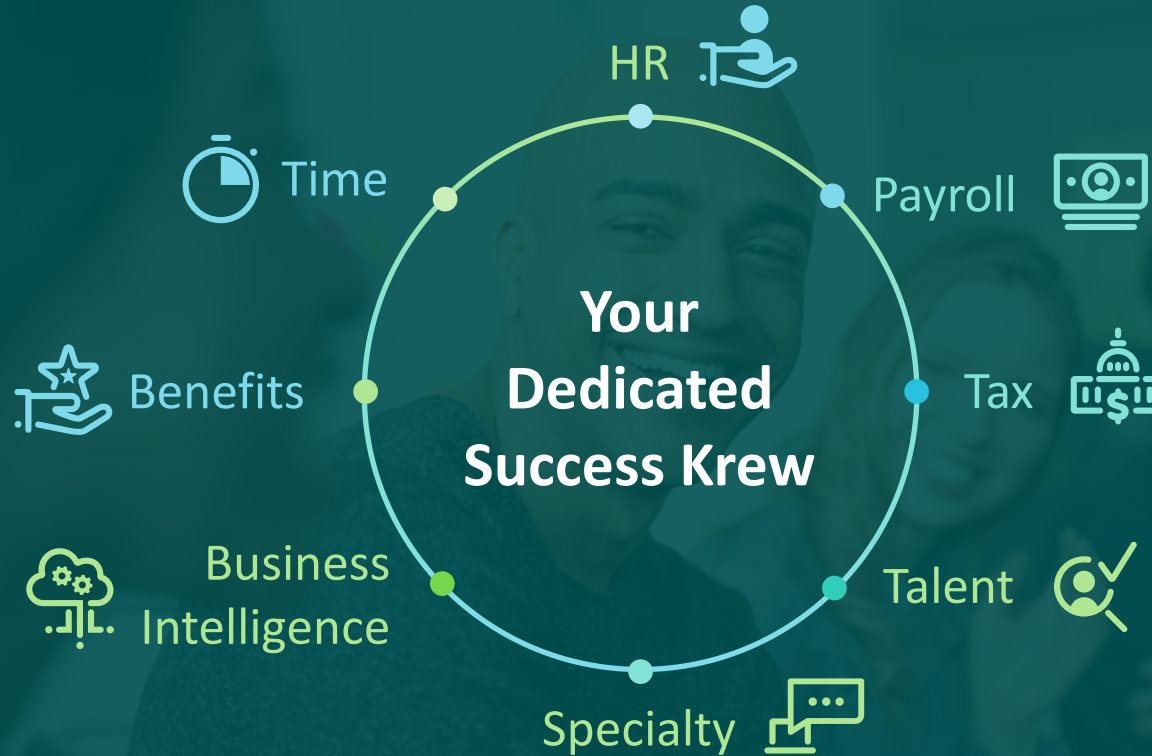 HR
Payroll
Tax
Talent
Specialty
Business
Intelligence
Benefits
Time
Your
Dedicated
Success Krew